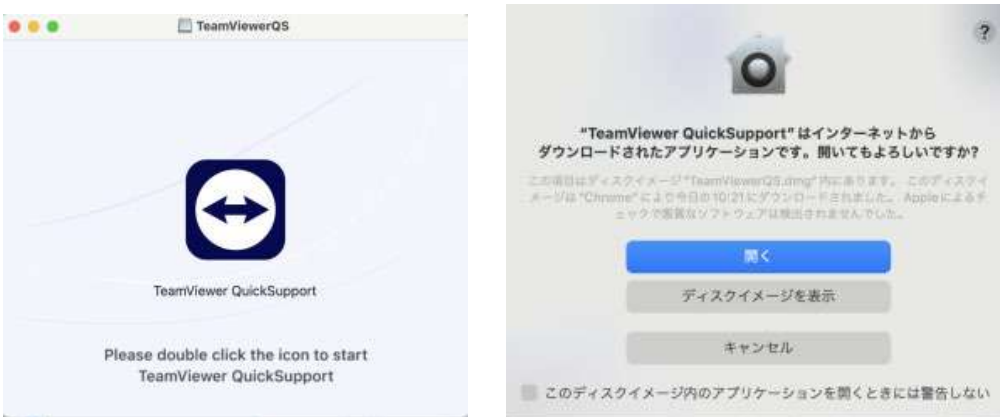 TeamViewerQS
TeamViewer QuickSupport
Please double click the icon to start
TeamViewer QuickSupport
?
"TeamViewer QuickSupport"はインターネットから
ダウンロードされたアプリケーションです。開いてもよろしいですか?
この項目はディスクイメージ"TeamViewerQS.dmg"内にあります。このディスクイ
メージは"Chrome"により今日の10:21にダウンロードされました。Appleによるチ
ェックで悪質なソフトウェアは検出されませんでした。
開く
ディスクイメージを表示
キャンセル
このディスクイメージ内のアプリケーションを開くときには警告しない